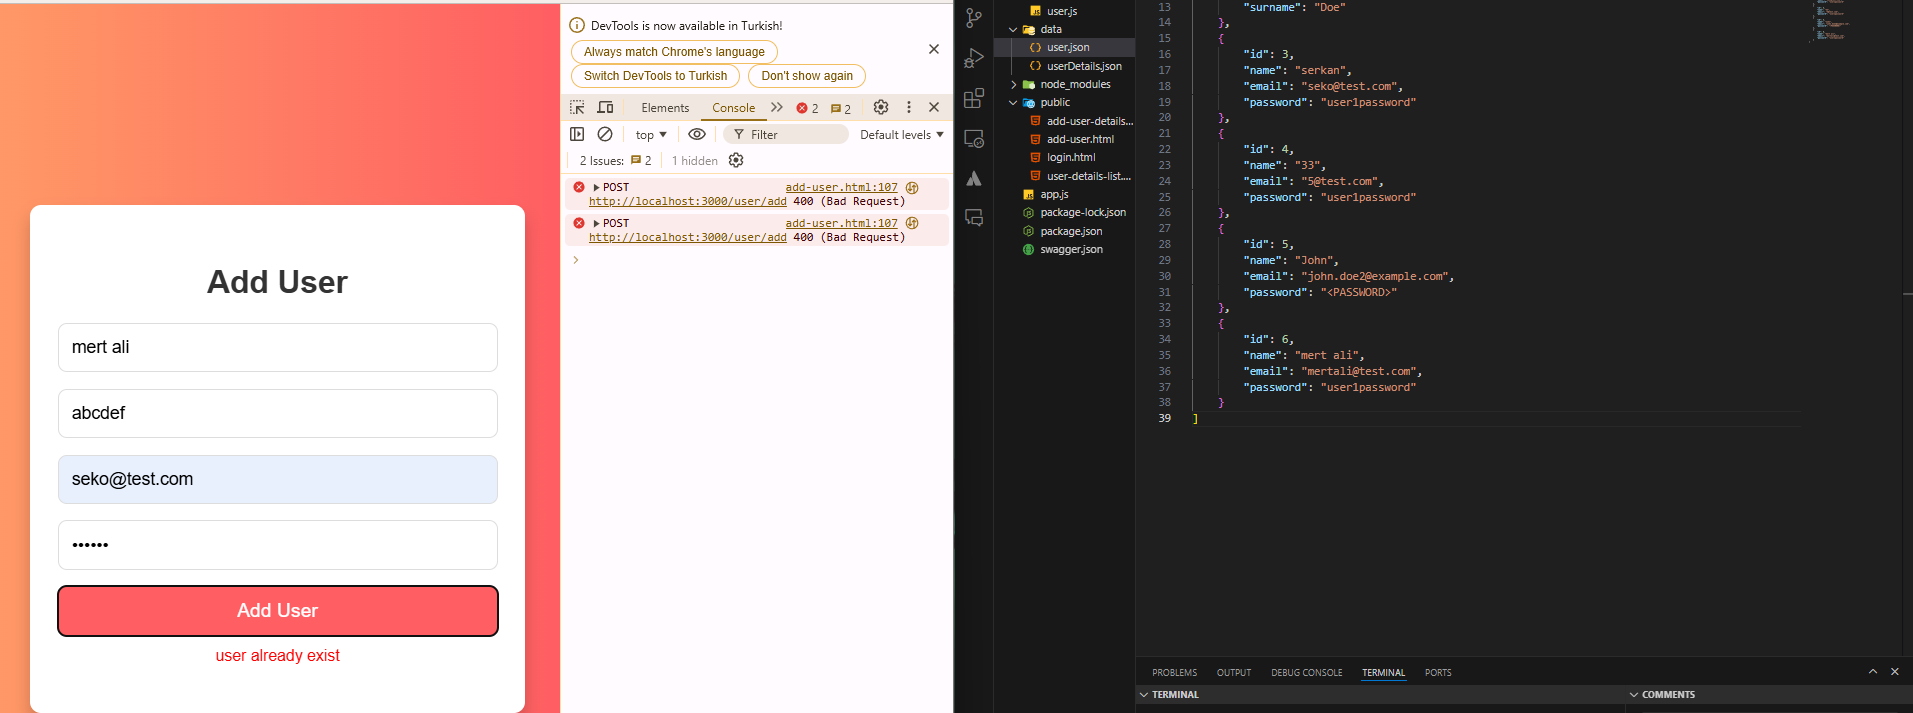 Add User
mert ali
abcdef
seko@test.com
••••••
Add User
user already exist
DevTools is now available in Turkish!
Always match Chrome's language
Switch DevTools to Turkish
Don't show again
Elements
Console
2
2
top
Filter
Default levels
2 Issues:
2
1 hidden
POST
add-user.html:107
http://localhost:3000/user/add 400 (Bad Request)
POST
add-user.html:107
http://localhost:3000/user/add 400 (Bad Request)
user.js
data
user.json
userDetails.json
node_modules
public
add-user-details...
add-user.html
login.html
user-details-list....
app.js
package-lock.json
package.json
swagger.json
13 "surname": "Doe"
14 },
15 {
16 "id": 3,
17 "name": "serkan",
18 "email": "seko@test.com",
19 "password": "user1password"
20 },
21 {
22 "id": 4,
23 "name": "33",
24 "email": "5@test.com",
25 "password": "user1password"
26 },
27 {
28 "id": 5,
29 "name": "John",
30 "email": "john.doe2@example.com",
31 "password": "<PASSWORD>"
32 },
33 {
34 "id": 6,
35 "name": "mert ali",
36 "email": "mertali@test.com",
37 "password": "user1password"
38 }
39 ]
PROBLEMS
OUTPUT
DEBUG CONSOLE
TERMINAL
PORTS
TERMINAL
COMMENTS